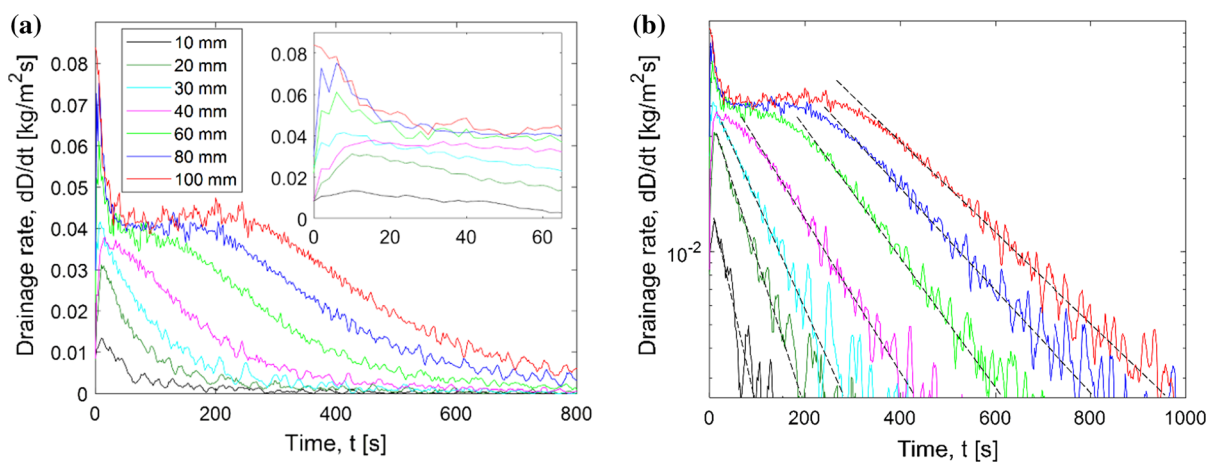 (a)
Drainage rate, dD/dt [kg/m²s]
0.08
0.07
0.06
0.05
0.04
0.03
0.02
0.01
0
0 200 400 600 800
Time, t [s]
10 mm
20 mm
30 mm
40 mm
60 mm
80 mm
100 mm
0.08
0.06
0.04
0.02
0
0 20 40 60
(b)
Drainage rate, dD/dt [kg/m²s]
10⁻²
0 200 400 600 800 1000
Time, t [s]